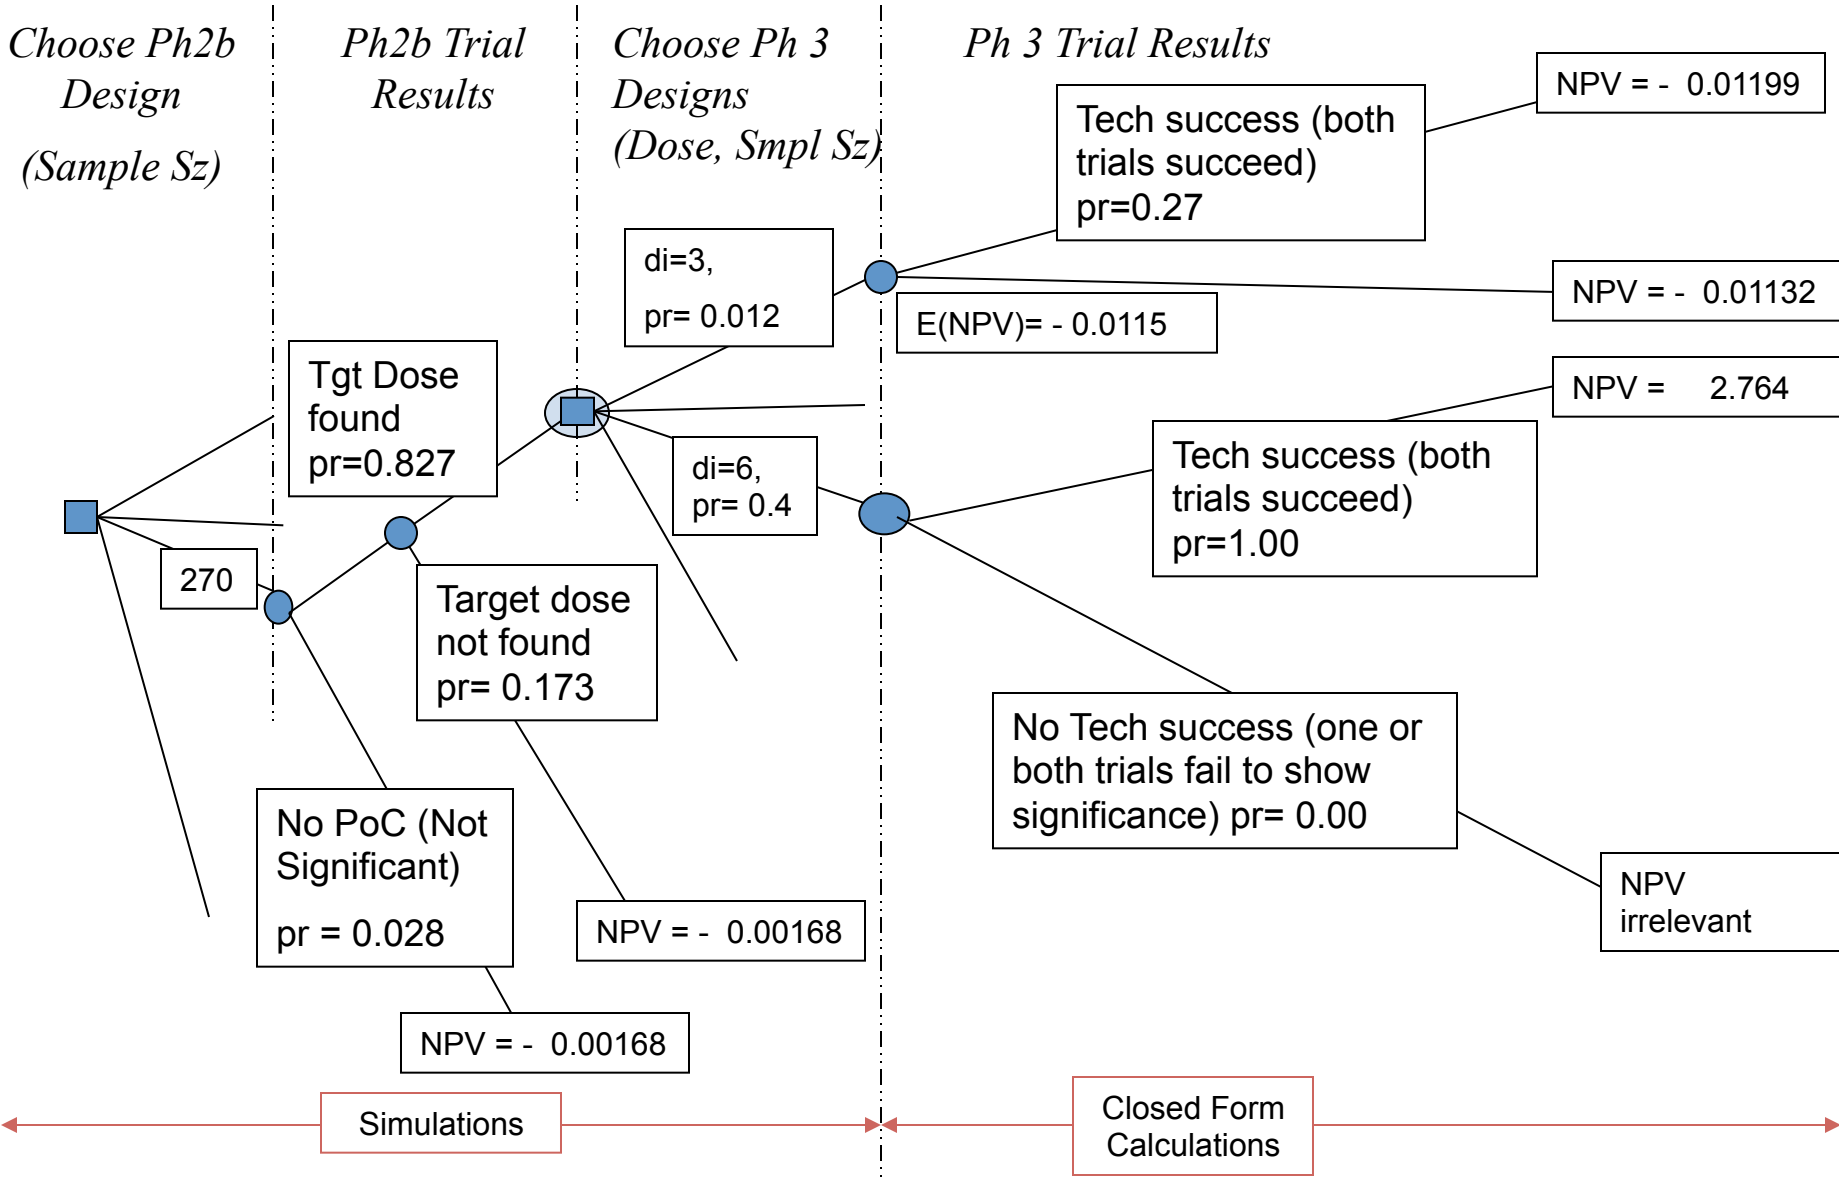 Choose Ph2b
Design
(Sample Sz)
Ph2b Trial
Results
Choose Ph 3
Designs
(Dose, Smpl Sz)
Ph 3 Trial Results
NPV = - 0.01199
Tech success (both
trials succeed)
pr=0.27
di=3,
pr= 0.012
NPV = - 0.01132
E(NPV)= - 0.0115
Tgt Dose
found
pr=0.827
NPV = 2.764
Tech success (both
trials succeed)
pr=1.00
di=6,
pr= 0.4
270
Target dose
not found
pr= 0.173
No Tech success (one or
both trials fail to show
significance) pr= 0.00
No PoC (Not
Significant)
pr = 0.028
NPV
irrelevant
NPV = - 0.00168
NPV = - 0.00168
Simulations
Closed Form
Calculations